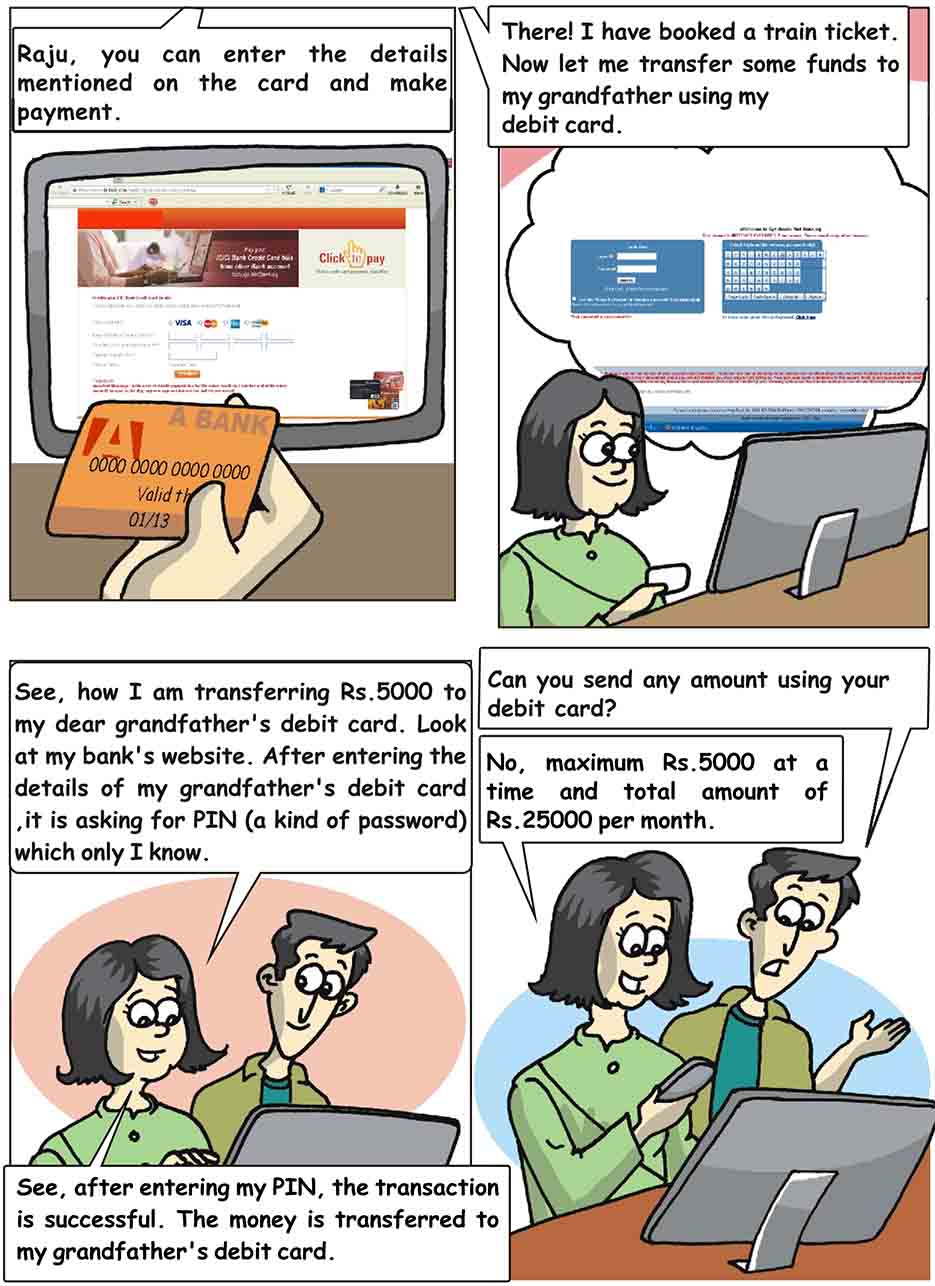 Raju, you can enter the details
mentioned on the card and make
payment.
There! I have booked a train ticket.
Now let me transfer some funds to
my grandfather using my
debit card.
Click to pay
VISA
A BANK
A
0000 0000 0000 0000
Valid th
01/13
See, how I am transferring Rs.5000 to
my dear grandfather's debit card. Look
at my bank's website. After entering the
details of my grandfather's debit card
,it is asking for PIN (a kind of password)
which only I know.
See, after entering my PIN, the transaction
is successful. The money is transferred to
my grandfather's debit card.
Can you send any amount using your
debit card?
No, maximum Rs.5000 at a
time and total amount of
Rs.25000 per month.